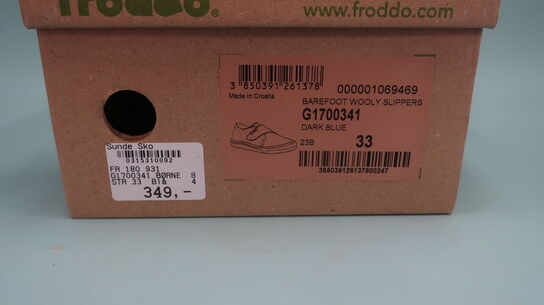 froddo®
www.froddo.com
3 850391 261378
Made in Croatia
000001069469
BAREFOOT WOOLY SLIPPERS
G1700341
DARK BLUE
23B
33
385039126137800247
Sunde Sko
0315310092
FR 180 931
G1700341 BØRNE 8
STR 33 Blå 4
349,-